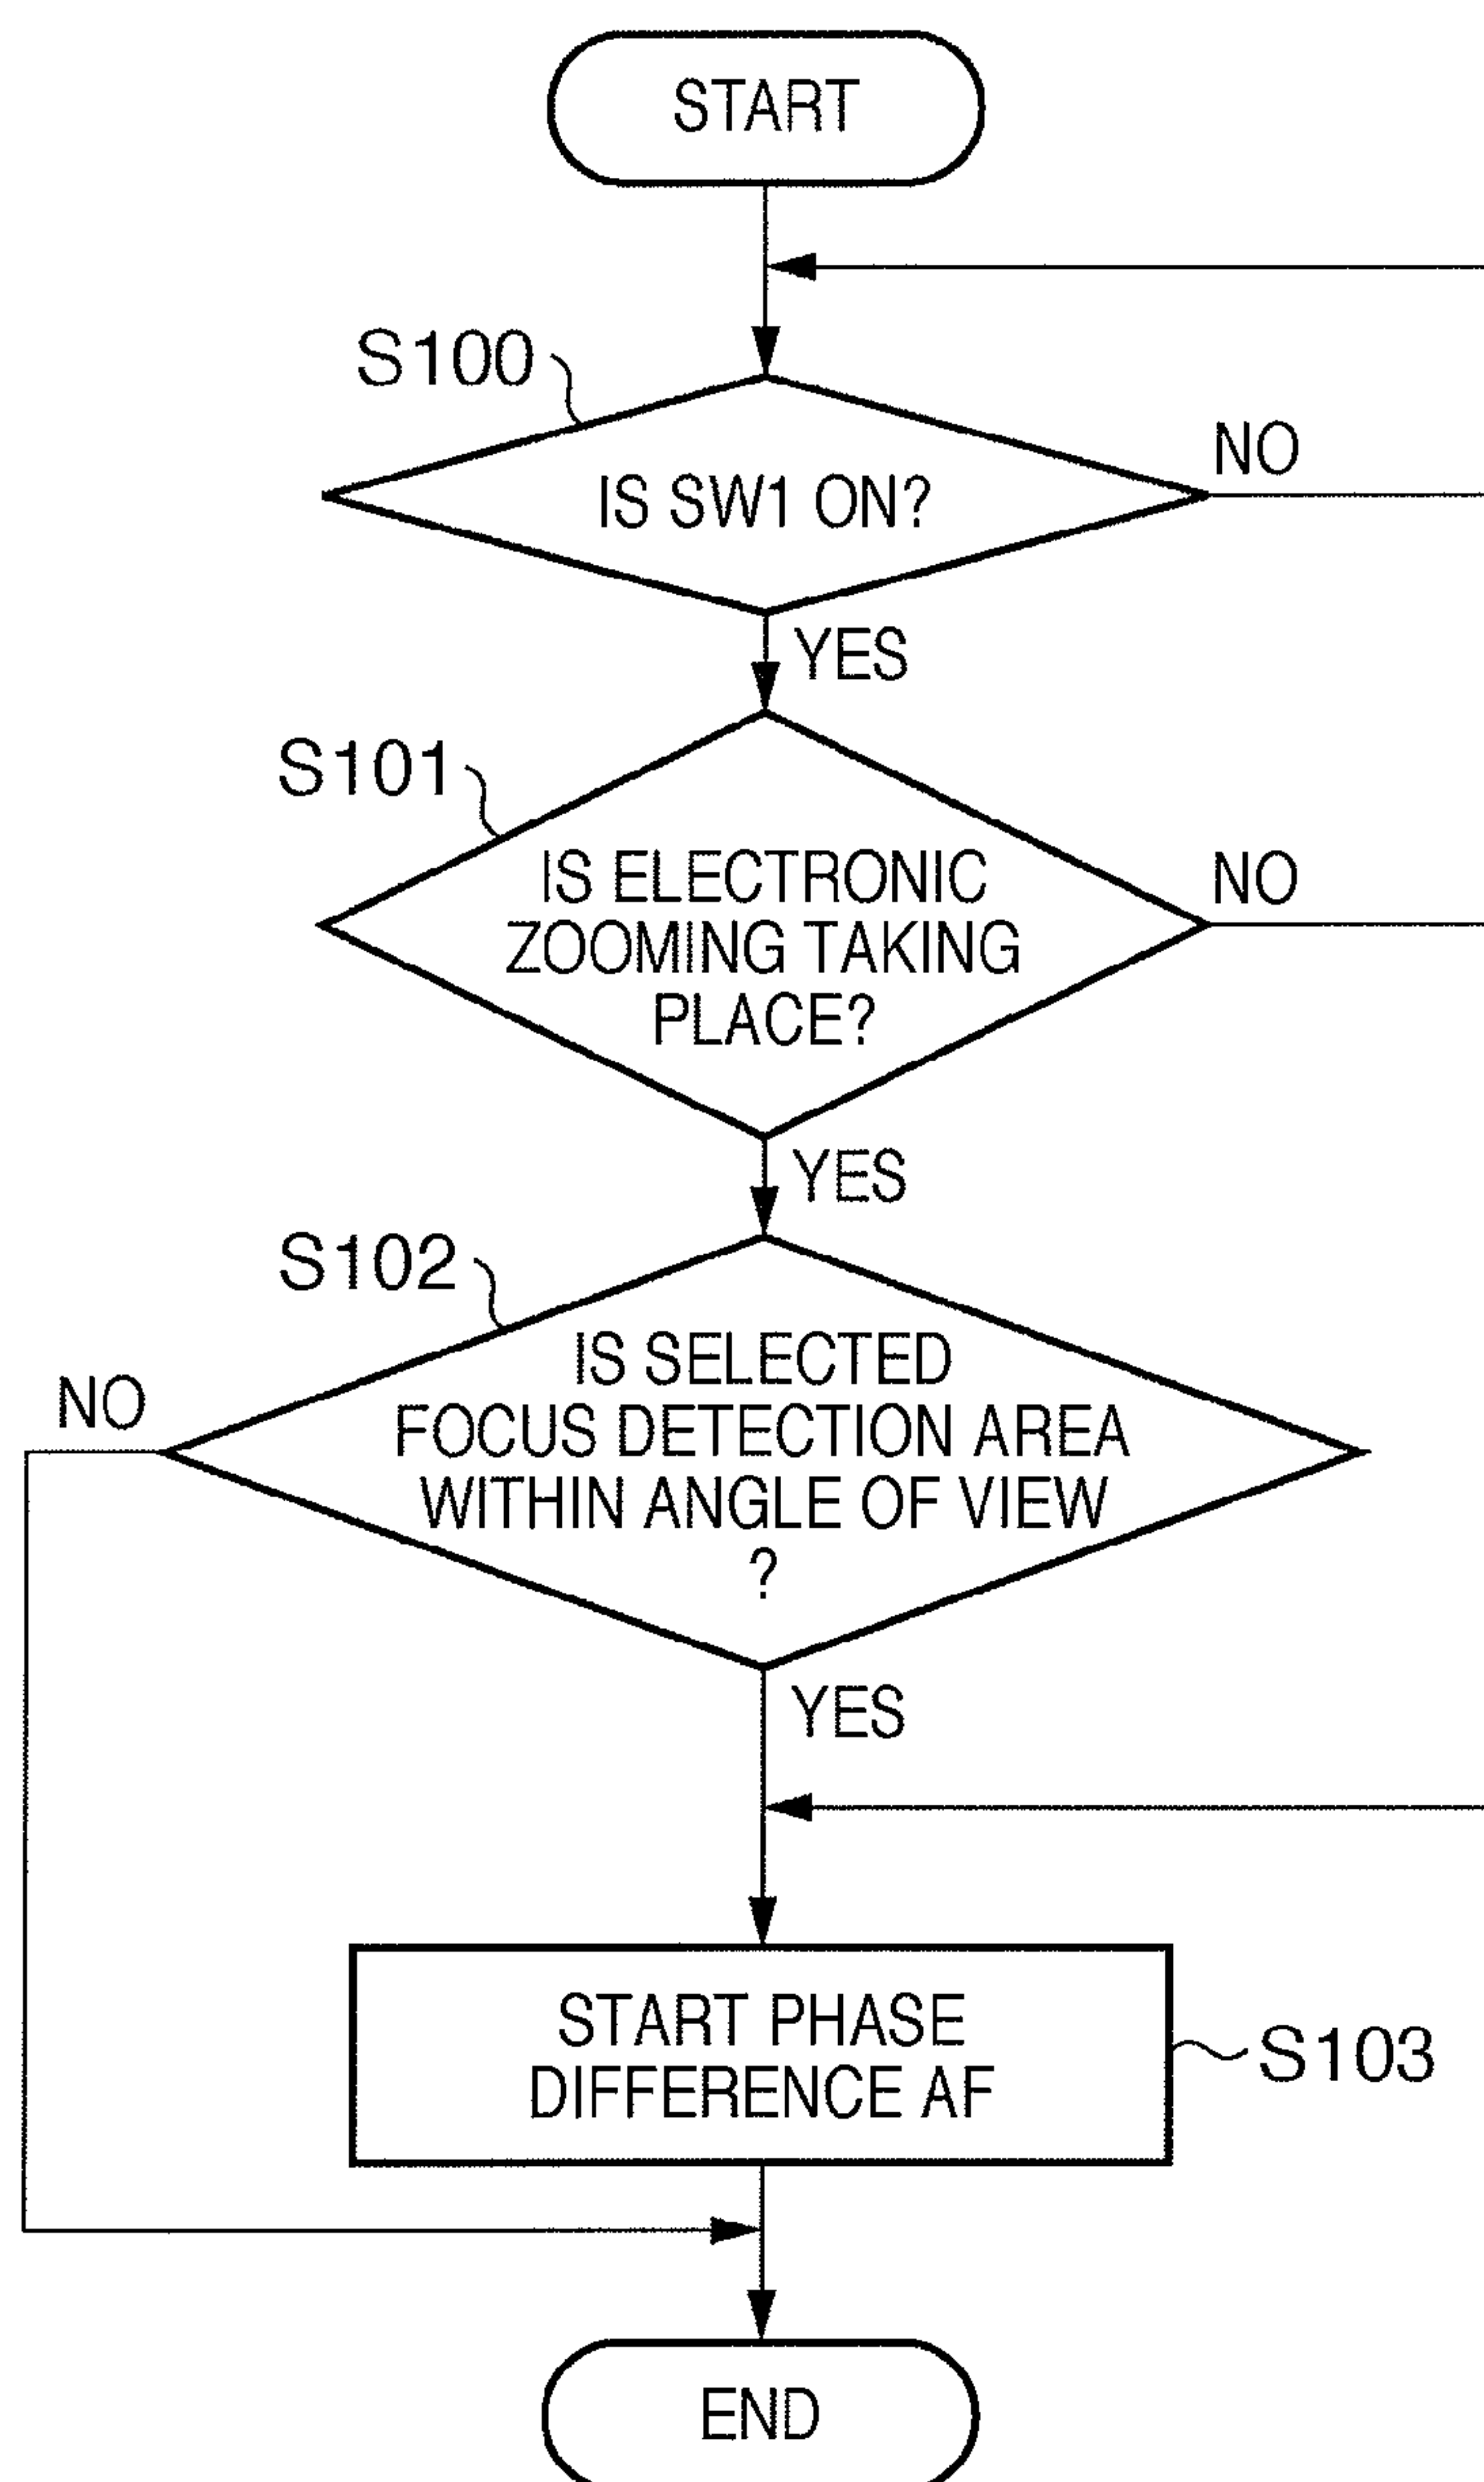 START
S100
IS SW1 ON?
NO
YES
S101
IS ELECTRONIC
ZOOMING TAKING
PLACE?
NO
YES
S102
IS SELECTED
FOCUS DETECTION AREA
WITHIN ANGLE OF VIEW
?
NO
YES
START PHASE
DIFFERENCE AF
S103
END